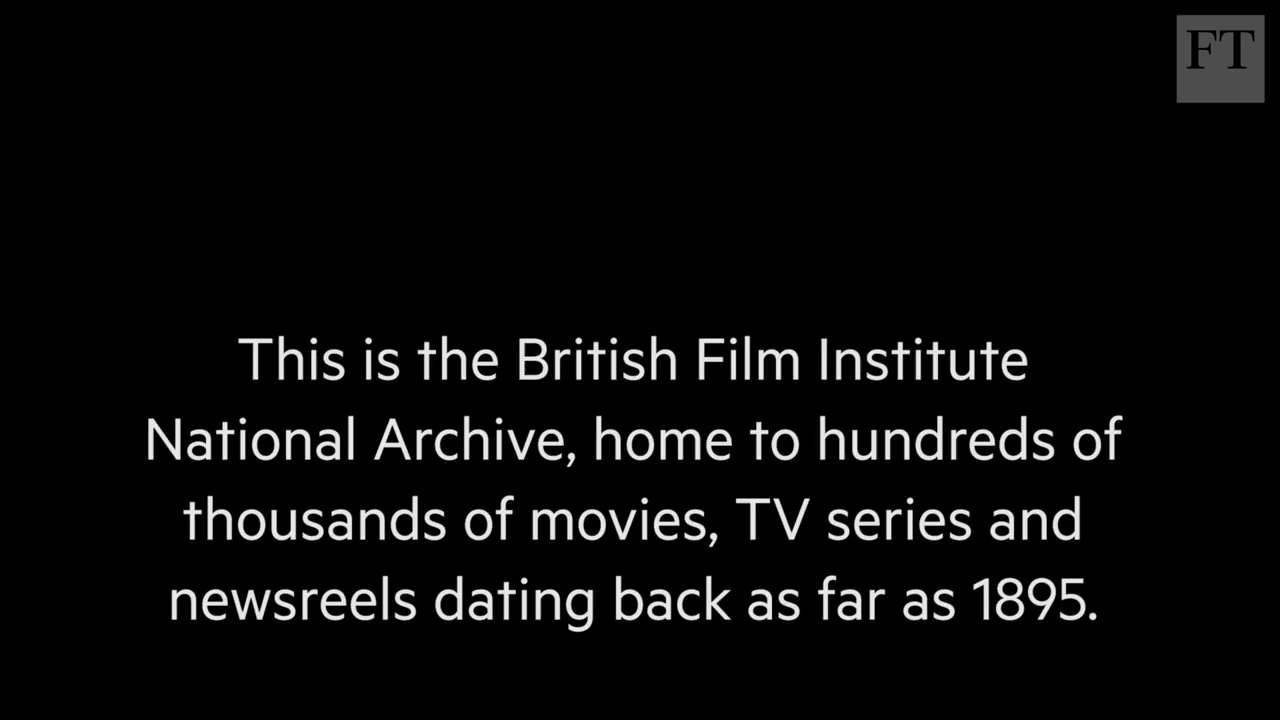 FT
This is the British Film Institute
National Archive, home to hundreds of
thousands of movies, TV series and
newsreels dating back as far as 1895.